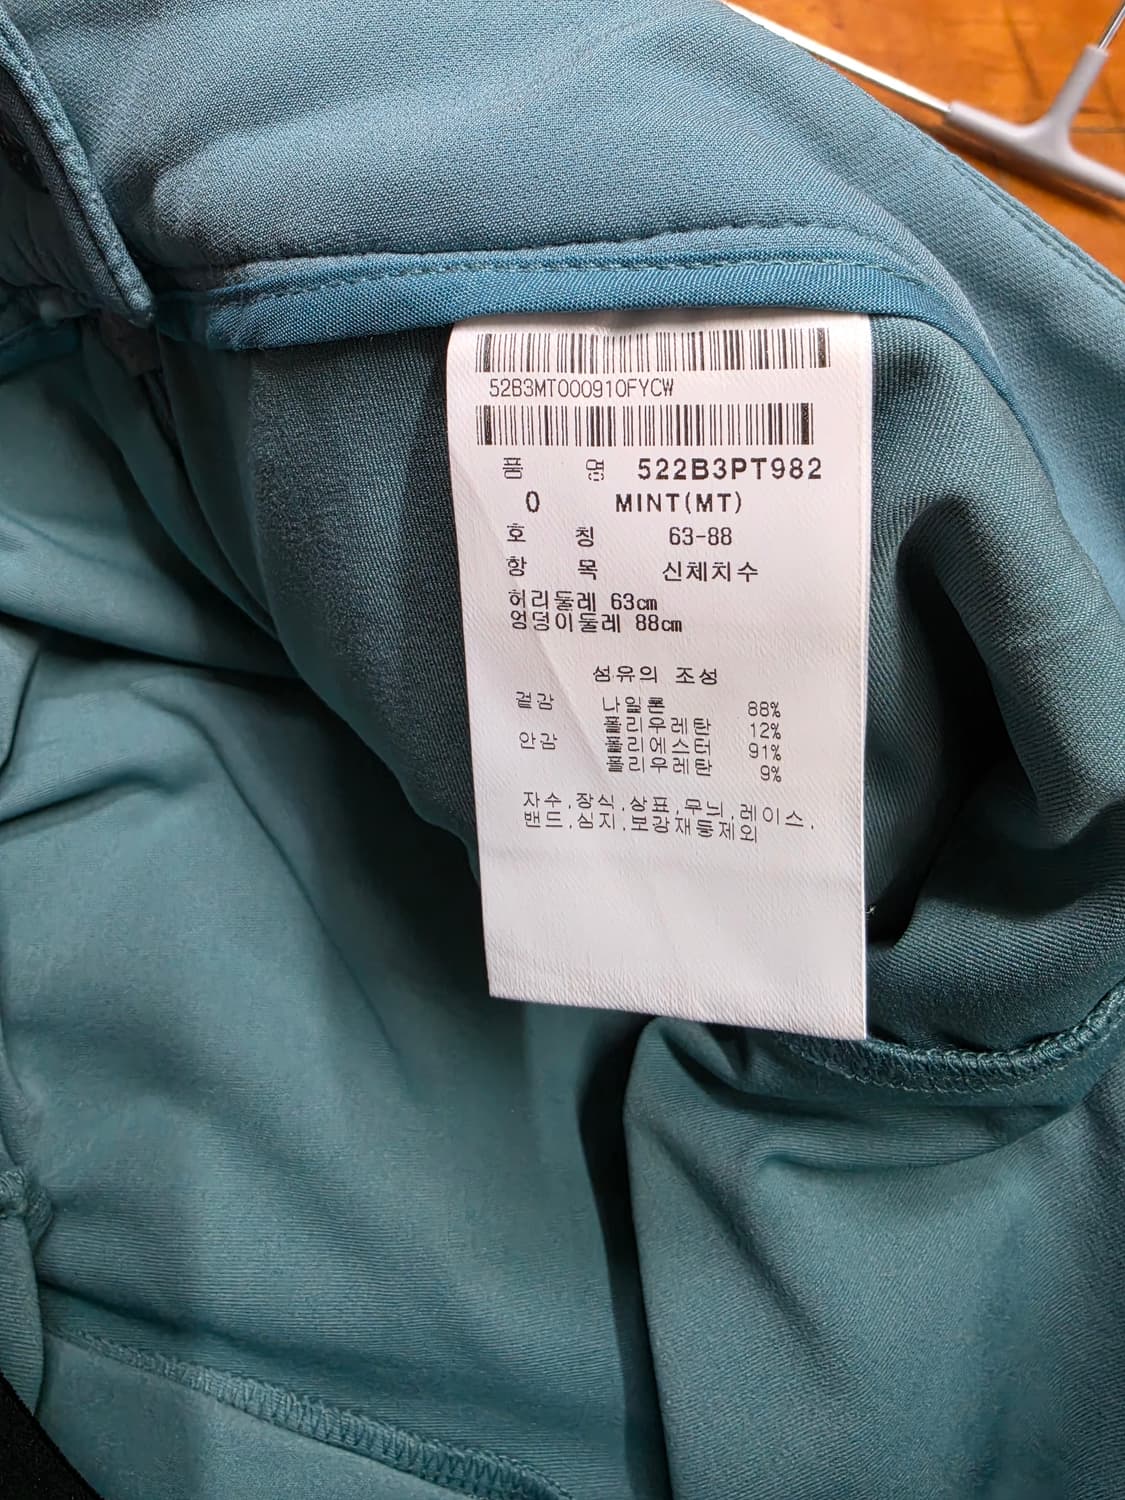 52B3MT000910FYCW
품 명 522B3PT982
0 MINT(MT)
호 칭 63-88
항 목 신체치수
허리둘레 63cm
엉덩이둘레 88cm
섬유의 조성
겉감 나일론 88%
폴리우레탄 12%
안감 폴리에스터 91%
폴리우레탄 9%
자수,장식,상표,무늬,레이스,
밴드,심지,보강재등제외